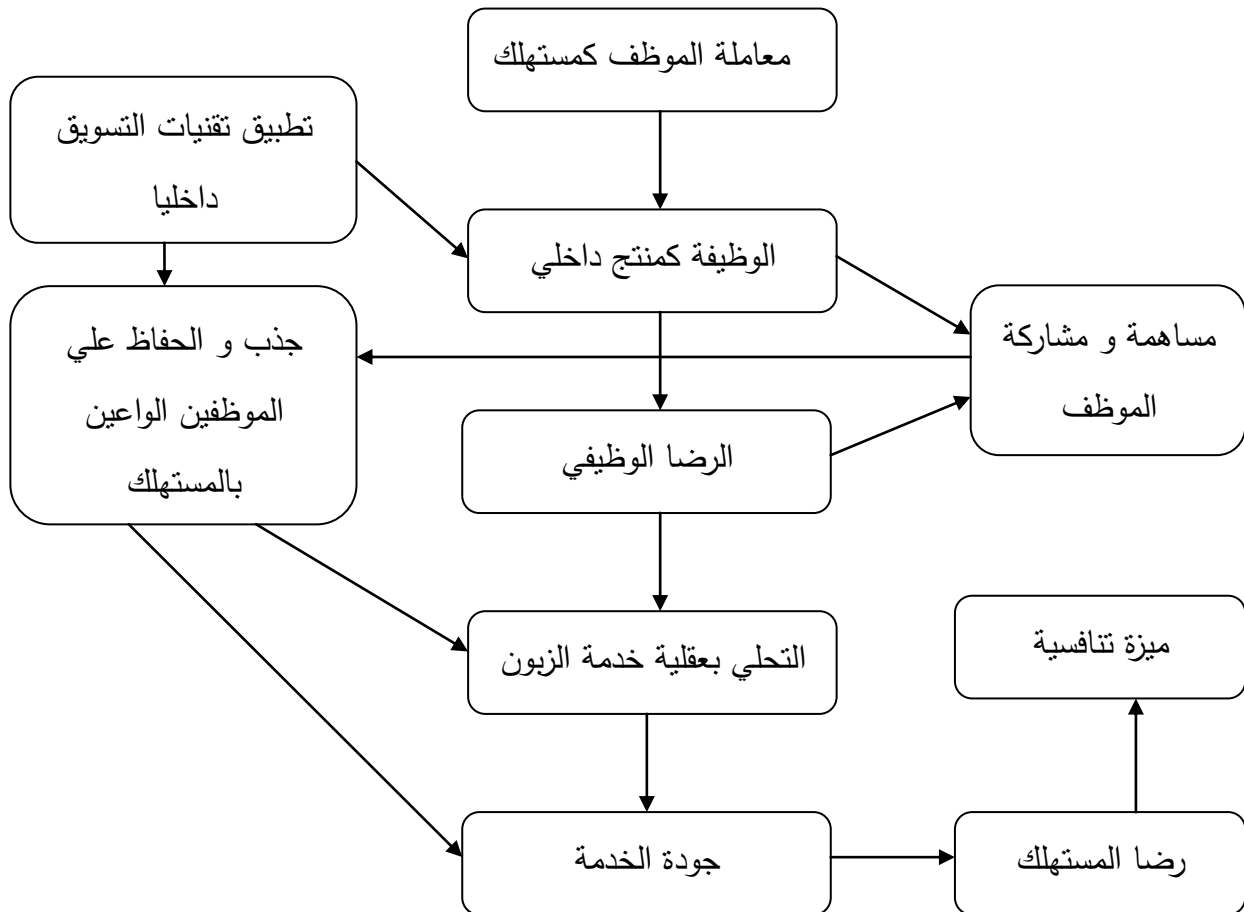 معاملة الموظف كمستهلك
تطبيق تقنيات التسويق
داخليا
الوظيفة كمنتج داخلي
جذب و الحفاظ علي
الموظفين الواعين
بالمستهلك
مساهمة و مشاركة
الموظف
الرضا الوظيفي
التحلي بعقلية خدمة الزبون
ميزة تنافسية
جودة الخدمة
رضا المستهلك